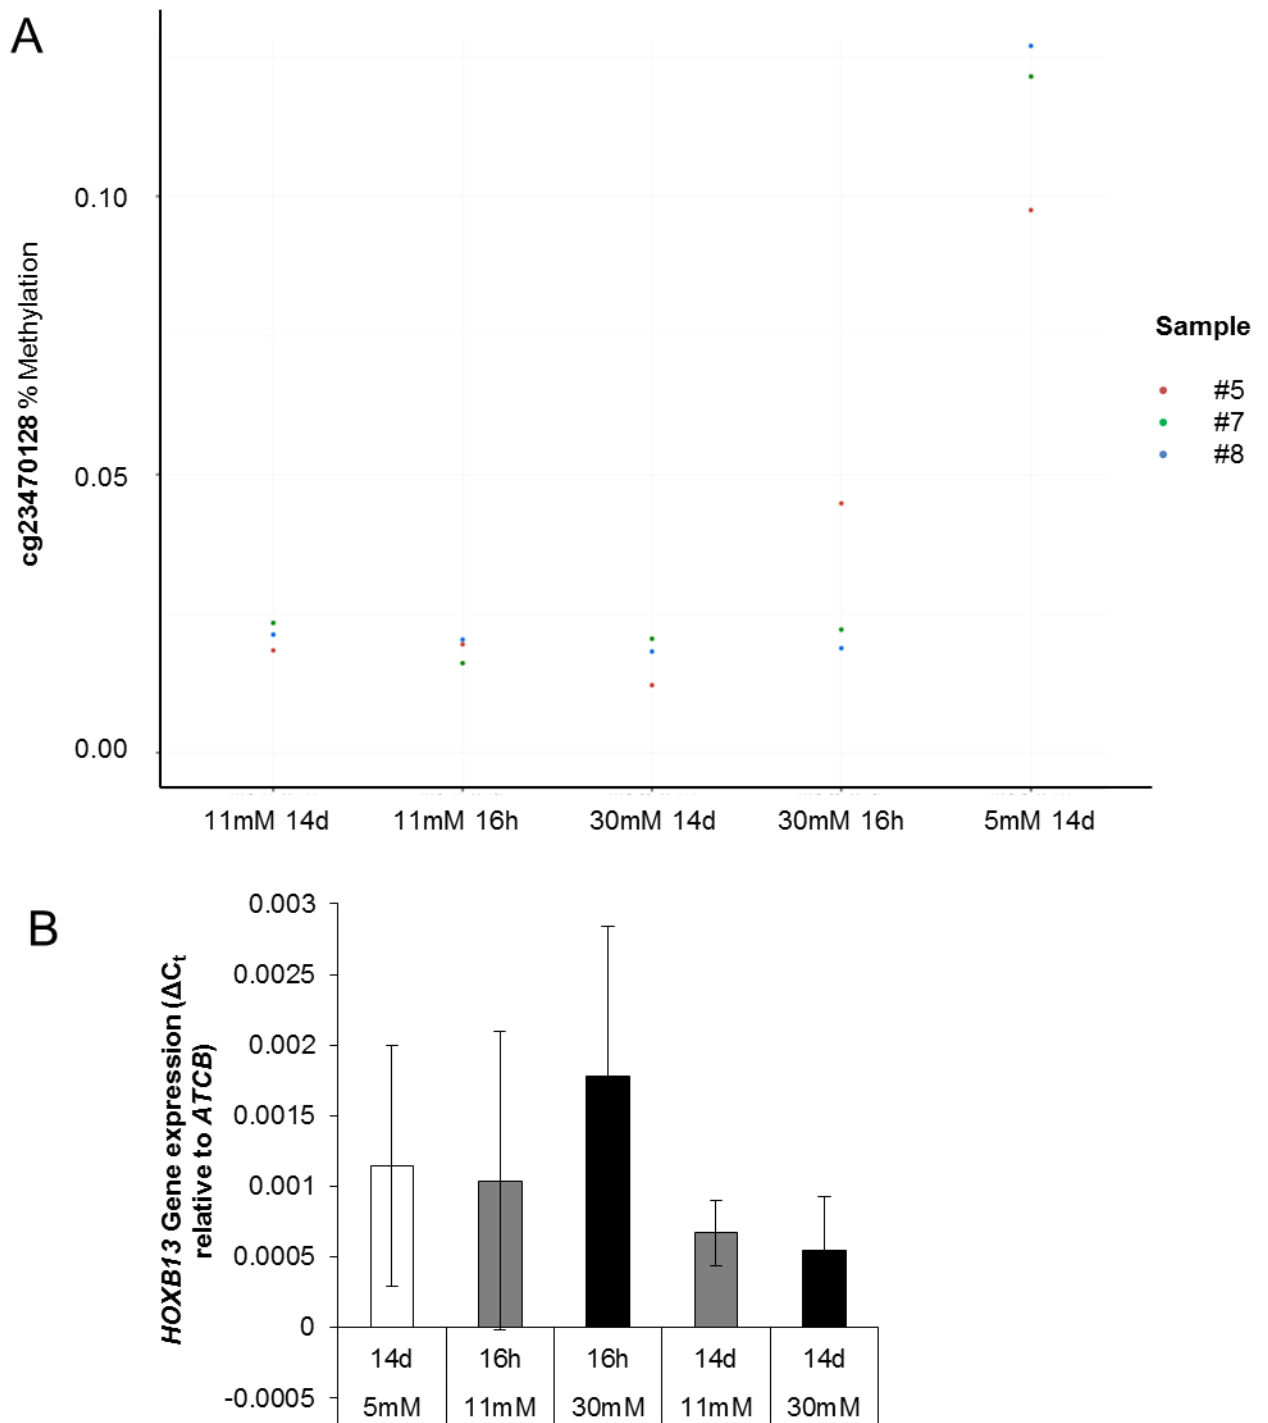 A
cg23470128 % Methylation
0.10
0.05
0.00
11mM 14d 11mM 16h 30mM 14d 30mM 16h 5mM 14d
Sample
#5
#7
#8
B
HOXB13 Gene expression (ΔCt
relative to ATCB)
0.003
0.0025
0.002
0.0015
0.001
0.0005
0
-0.0005
14d 16h 16h 14d 14d
5mM 11mM 30mM 11mM 30mM